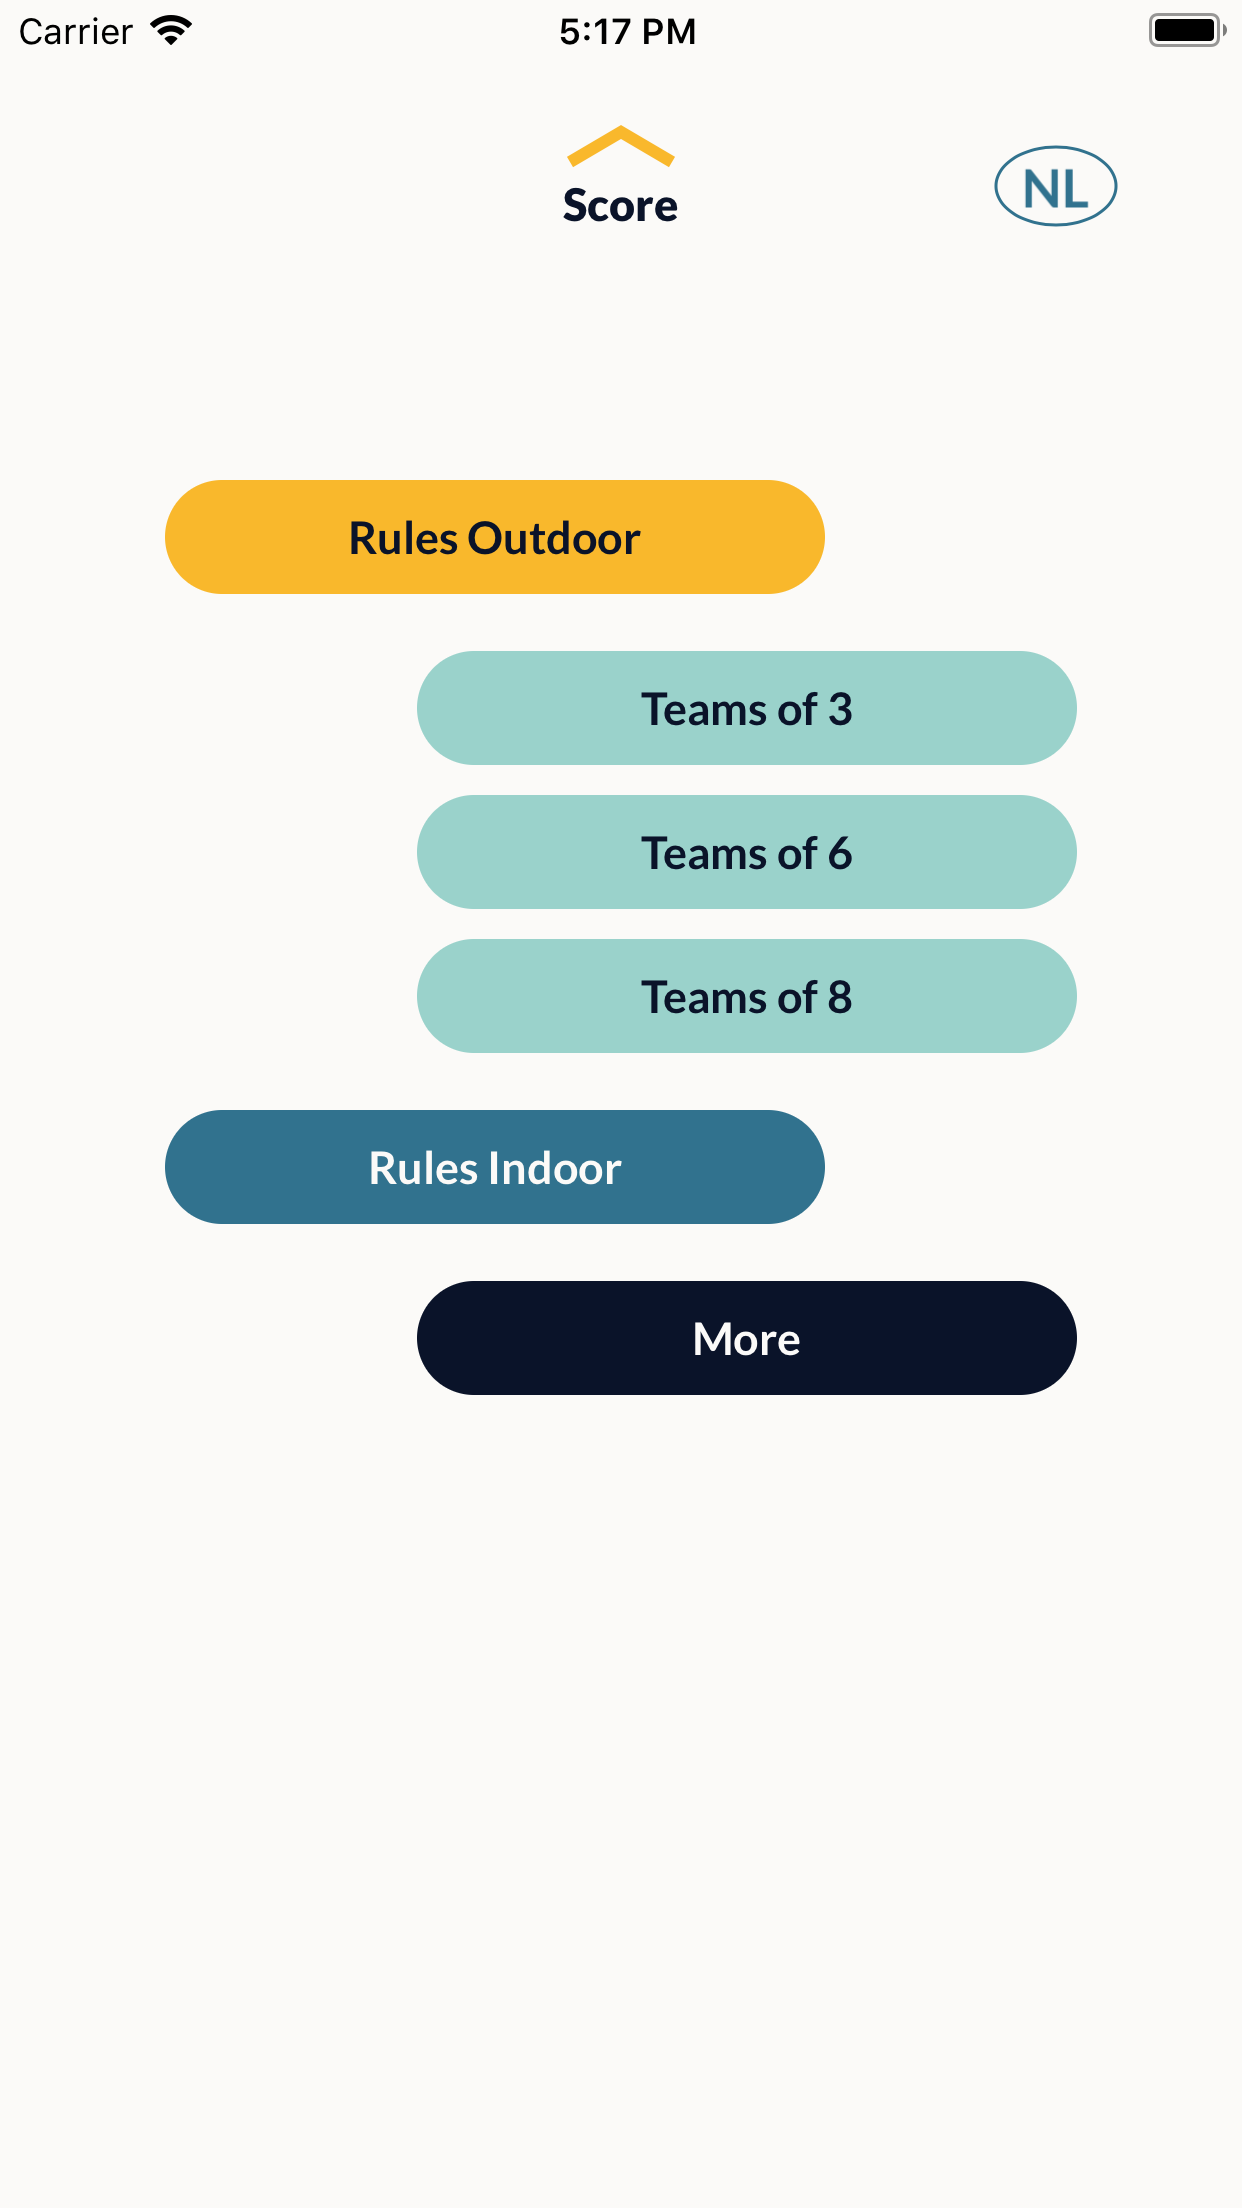 Carrier 5:17 PM
Score
NL
Rules Outdoor
Teams of 3
Teams of 6
Teams of 8
Rules Indoor
More